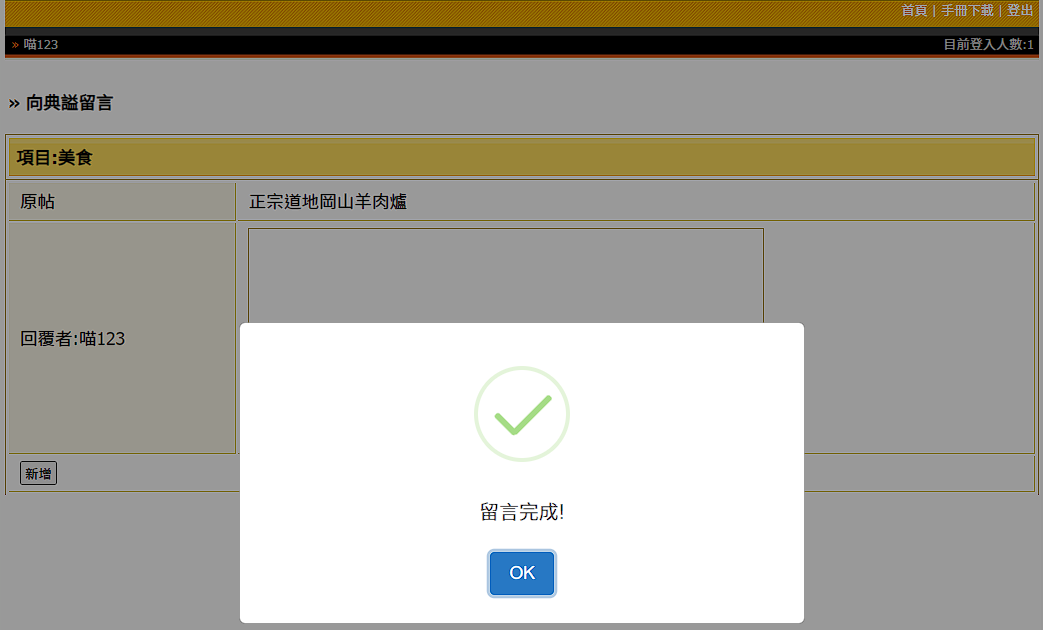 首頁 | 手冊下載 | 登出
» 喵123 目前登入人數:1
» 向典謚留言
項目:美食
原帖 正宗道地岡山羊肉爐
回覆者:喵123
留言完成!
OK
新增